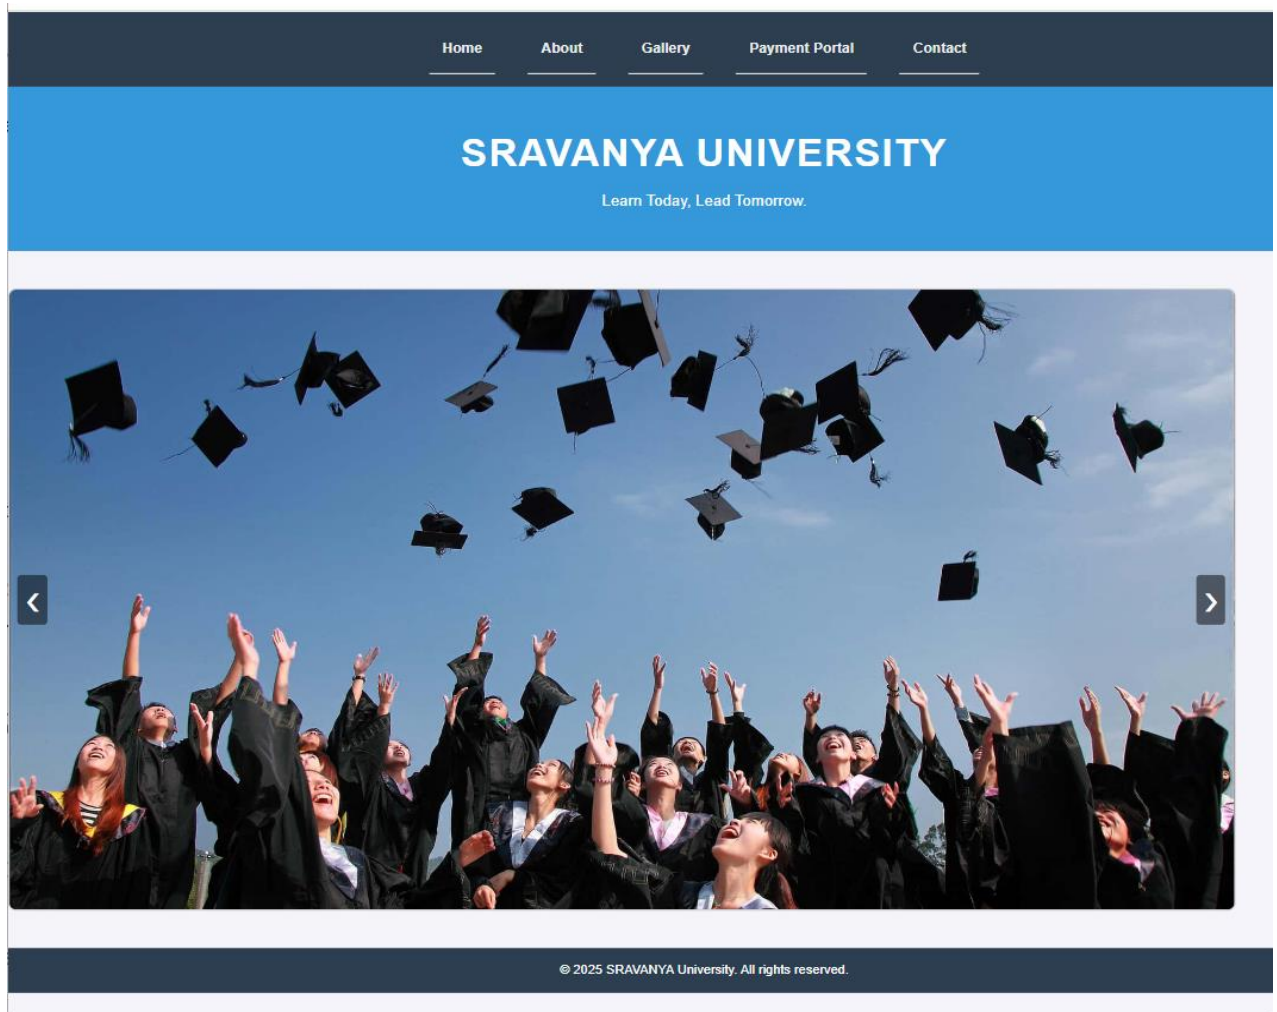 Home About Gallery Payment Portal Contact
SRAVANYA UNIVERSITY
Learn Today, Lead Tomorrow.
❮ ❯
© 2025 SRAVANYA University. All rights reserved.